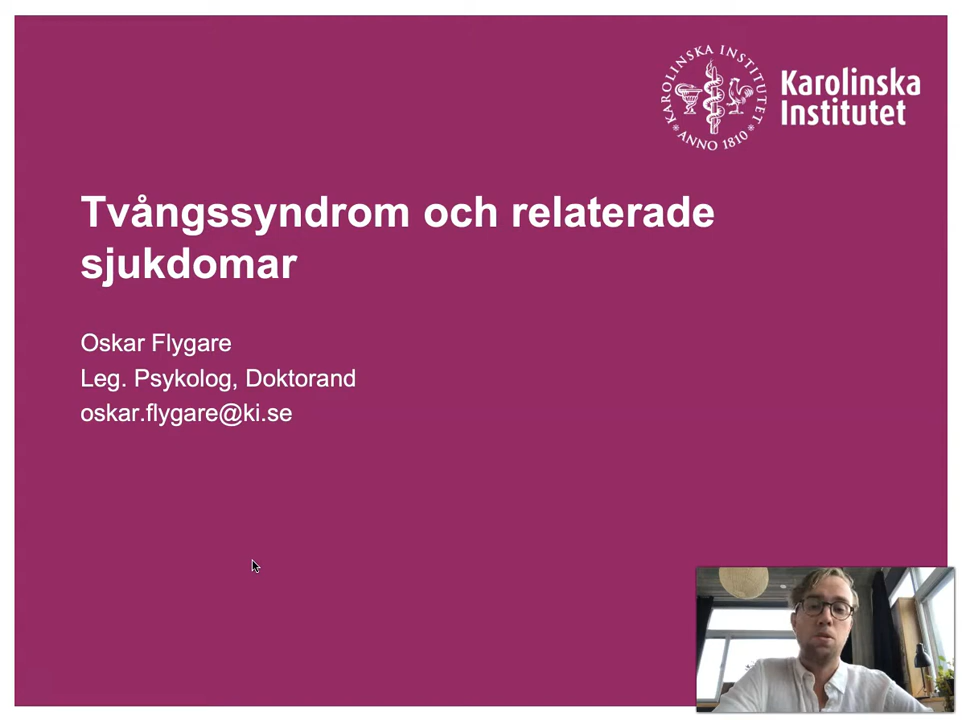 KAROLINSKA INSTITUTET
ANNO 1810
Karolinska
Institutet
Tvångssyndrom och relaterade
sjukdomar
Oskar Flygare
Leg. Psykolog, Doktorand
oskar.flygare@ki.se